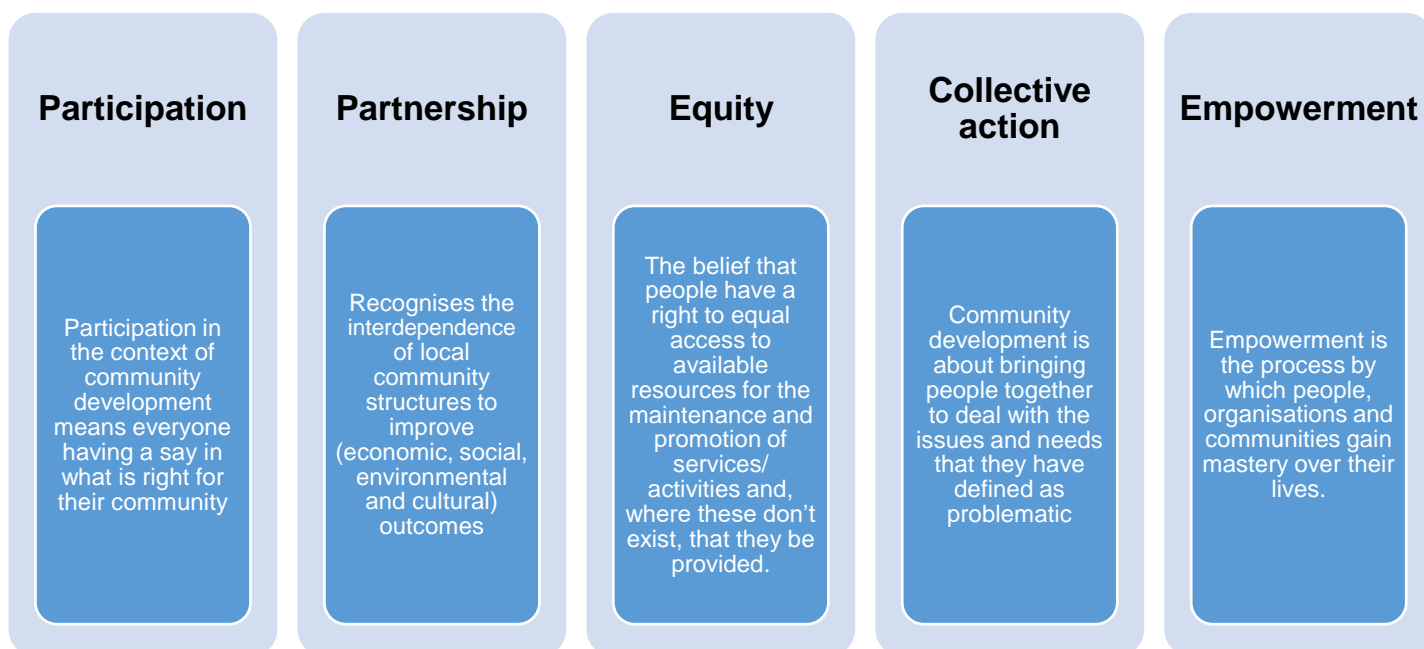 Participation
Participation in
the context of
community
development
means everyone
having a say in
what is right for
their community
Partnership
Recognises the
interdependence
of local
community
structures to
improve
(economic, social,
environmental
and cultural)
outcomes
Equity
The belief that
people have a
right to equal
access to
available
resources for the
maintenance and
promotion of
services/
activities and,
where these don’t
exist, that they be
provided.
Collective
action
Community
development is
about bringing
people together
to deal with the
issues and needs
that they have
defined as
problematic
Empowerment
Empowerment is
the process by
which people,
organisations and
communities gain
mastery over their
lives.